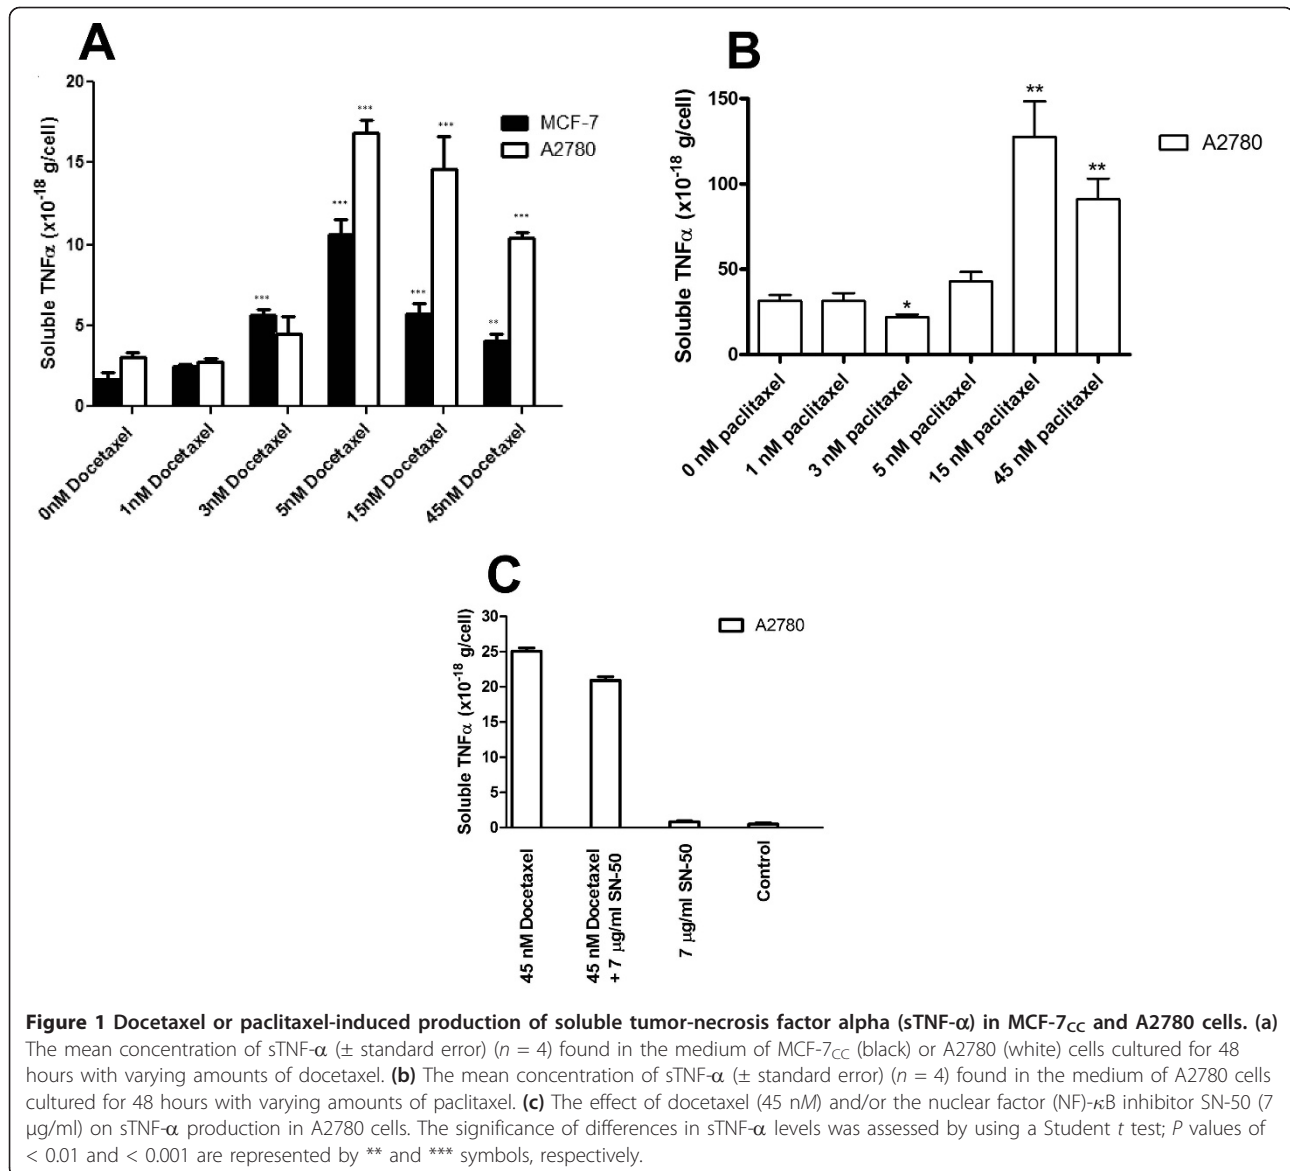 A
Soluble TNFα (x10-18 g/cell)
20
15
10
5
0
MCF-7
A2780
***
***
***
***
***
***
**
0nM Docetaxel
1nM Docetaxel
3nM Docetaxel
5nM Docetaxel
15nM Docetaxel
45nM Docetaxel
B
Soluble TNFα (x10-18 g/cell)
150
100
50
0
A2780
*
**
**
0 nM paclitaxel
1 nM paclitaxel
3 nM paclitaxel
5 nM paclitaxel
15 nM paclitaxel
45 nM paclitaxel
C
Soluble TNFα (x10-18 g/cell)
30
25
20
15
10
5
0
A2780
45 nM Docetaxel
45 nM Docetaxel
+ 7 µg/ml SN-50
7 µg/ml SN-50
Control
Figure 1 Docetaxel or paclitaxel-induced production of soluble tumor-necrosis factor alpha (sTNF-α) in MCF-7CC and A2780 cells. (a)
The mean concentration of sTNF-α (± standard error) (n = 4) found in the medium of MCF-7CC (black) or A2780 (white) cells cultured for 48
hours with varying amounts of docetaxel. (b) The mean concentration of sTNF-α (± standard error) (n = 4) found in the medium of A2780 cells
cultured for 48 hours with varying amounts of paclitaxel. (c) The effect of docetaxel (45 nM) and/or the nuclear factor (NF)-κB inhibitor SN-50 (7
µg/ml) on sTNF-α production in A2780 cells. The significance of differences in sTNF-α levels was assessed by using a Student t test; P values of
< 0.01 and < 0.001 are represented by ** and *** symbols, respectively.